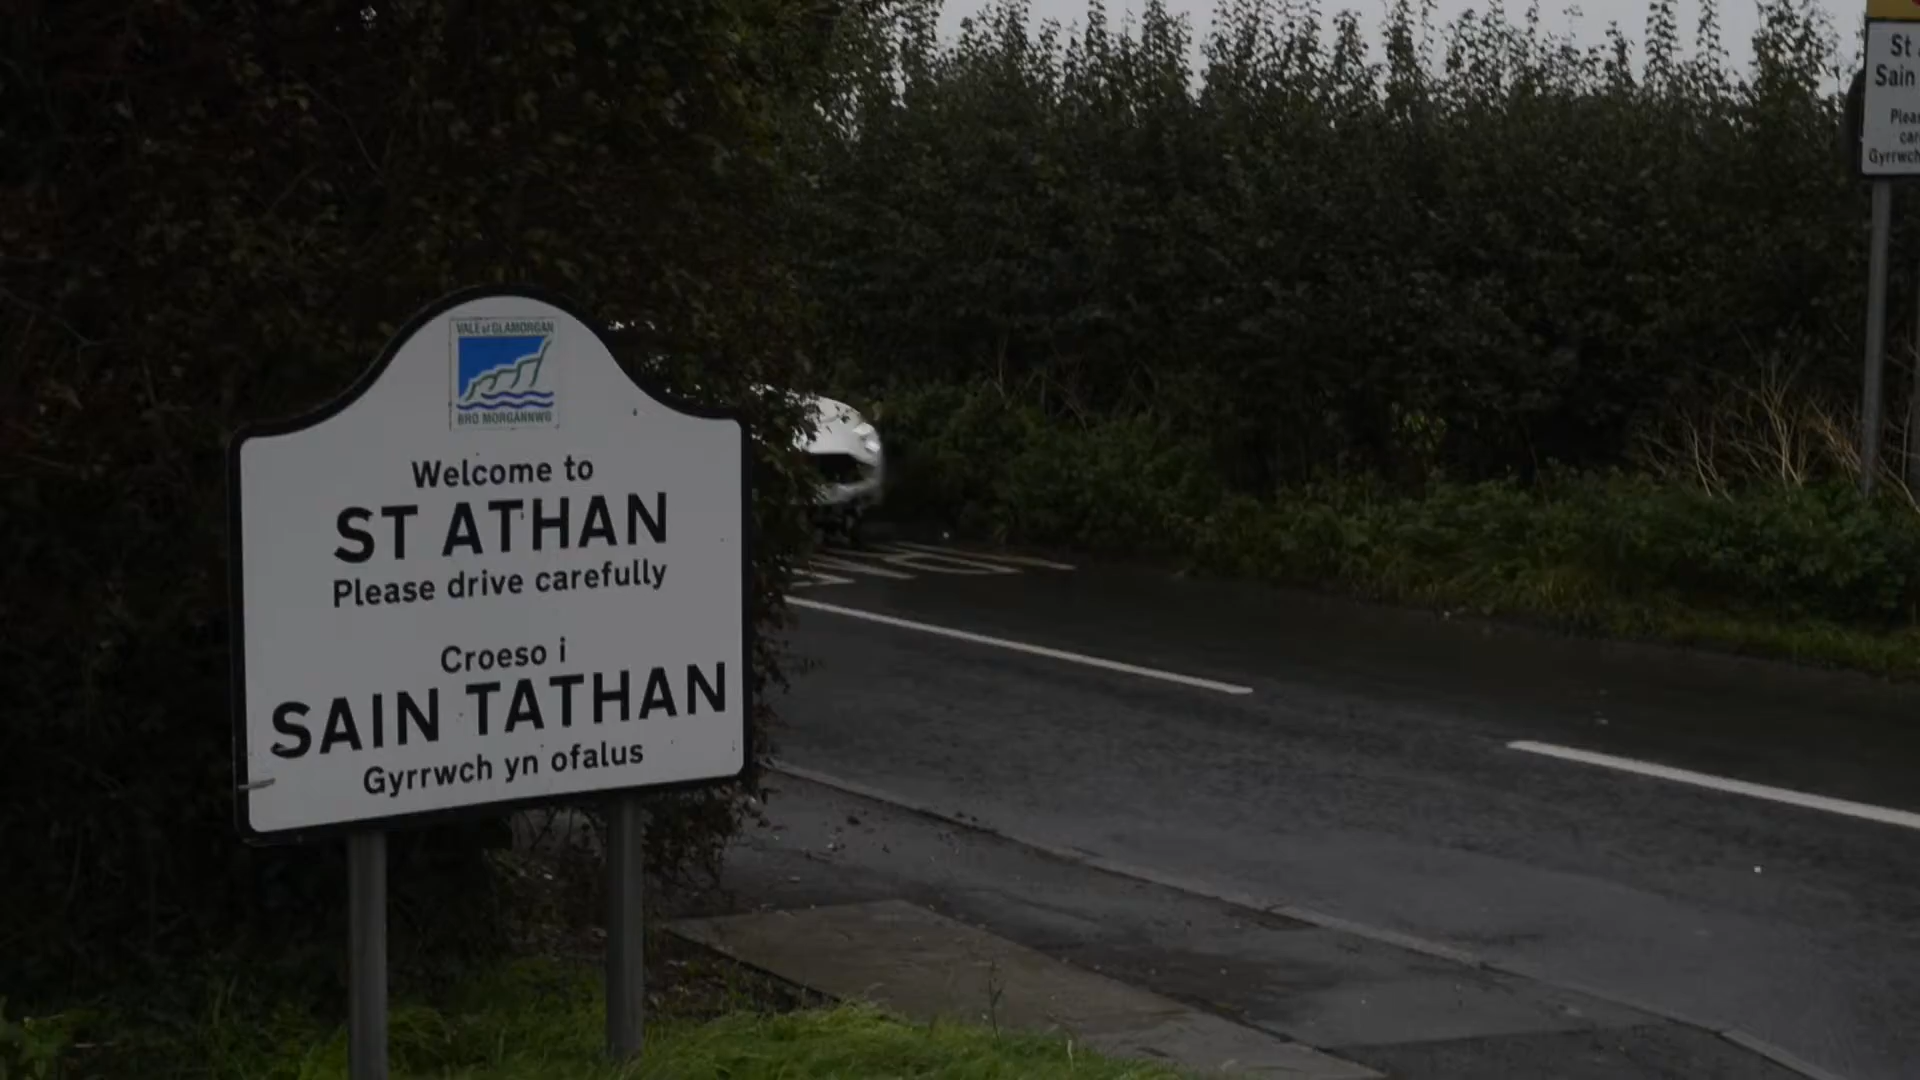 VALE of GLAMORGAN
BRO MORGANNWG
Welcome to
ST ATHAN
Please drive carefully
Croeso i
SAIN TATHAN
Gyrrwch yn ofalus
St
Sain
Gyrrwch